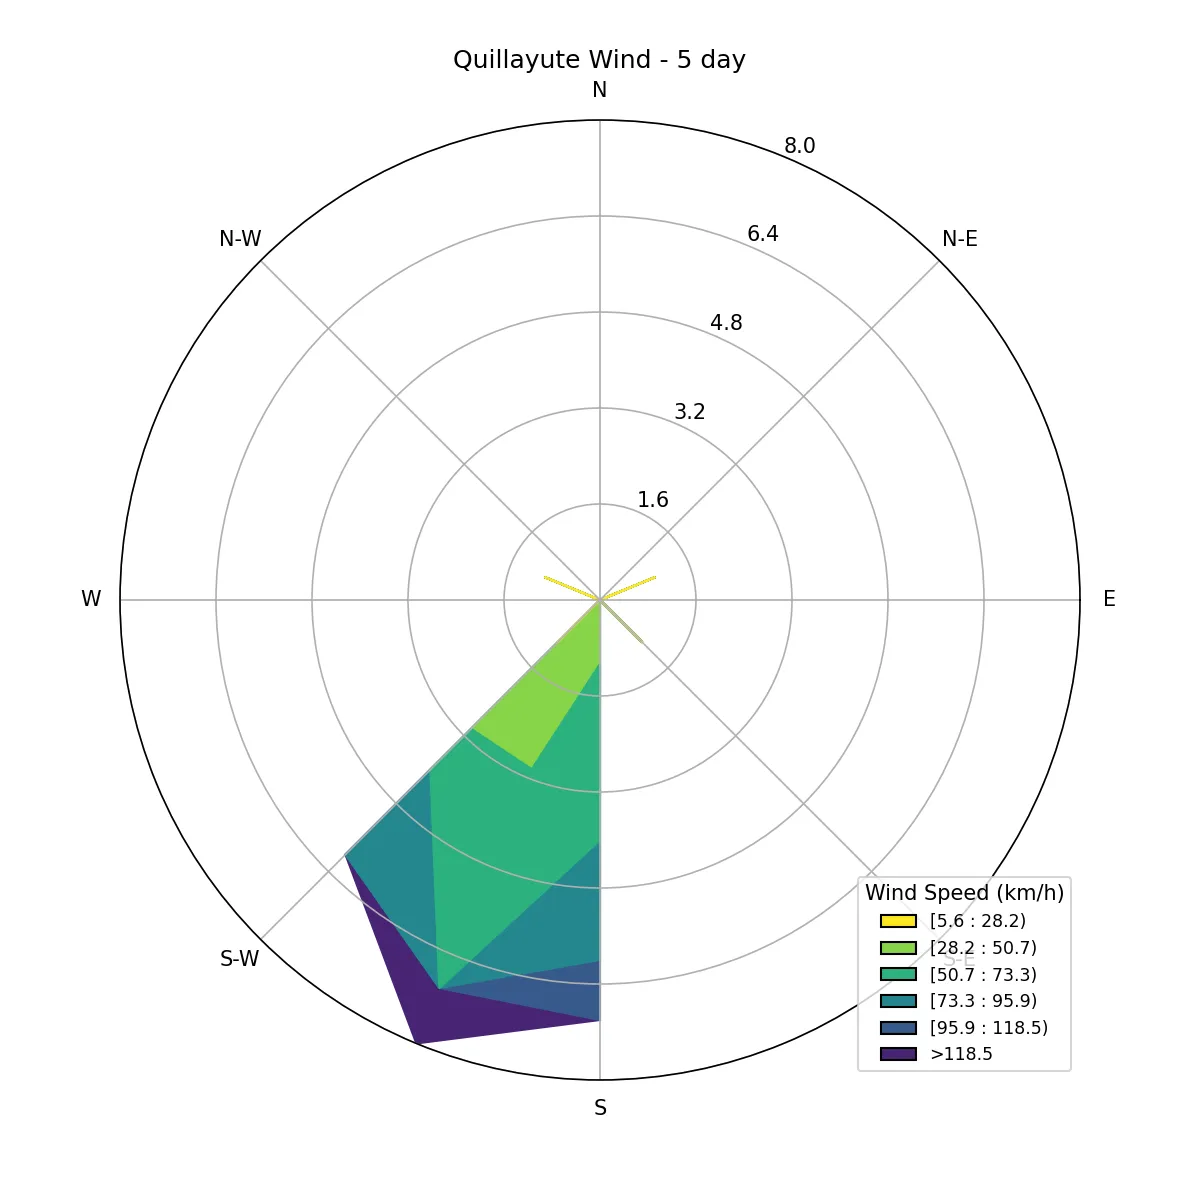 Quillayute Wind - 5 day
N
8.0
N-W
N-E
6.4
4.8
3.2
1.6
W
E
S-W
S-E
S
Wind Speed (km/h)
[5.6 : 28.2)
[28.2 : 50.7)
[50.7 : 73.3)
[73.3 : 95.9)
[95.9 : 118.5)
>118.5